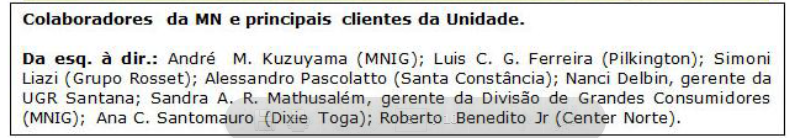 Colaboradores da MN e principais clientes da Unidade.
Da esq. à dir.: André M. Kuzuyama (MNIG); Luis C. G. Ferreira (Pilkington); Simoni
Liazi (Grupo Rosset); Alessandro Pascolatto (Santa Constância); Nanci Delbin, gerente da
UGR Santana; Sandra A. R. Mathusalém, gerente da Divisão de Grandes Consumidores
(MNIG); Ana C. Santomauro (Dixie Toga); Roberto Benedito Jr (Center Norte).